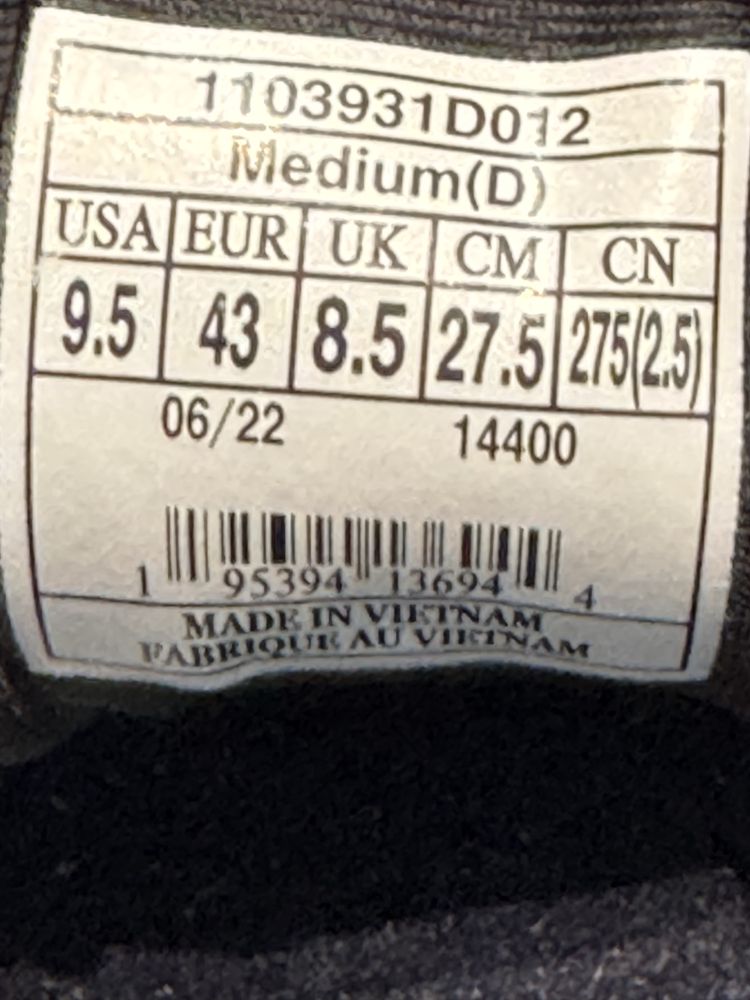 1103931D012
Medium(D)
USA EUR UK CM CN
9.5 43 8.5 27.5 275(2.5)
06/22 14400
1 95394 13694 4
MADE IN VIETNAM
FABRIQUE AU VIETNAM